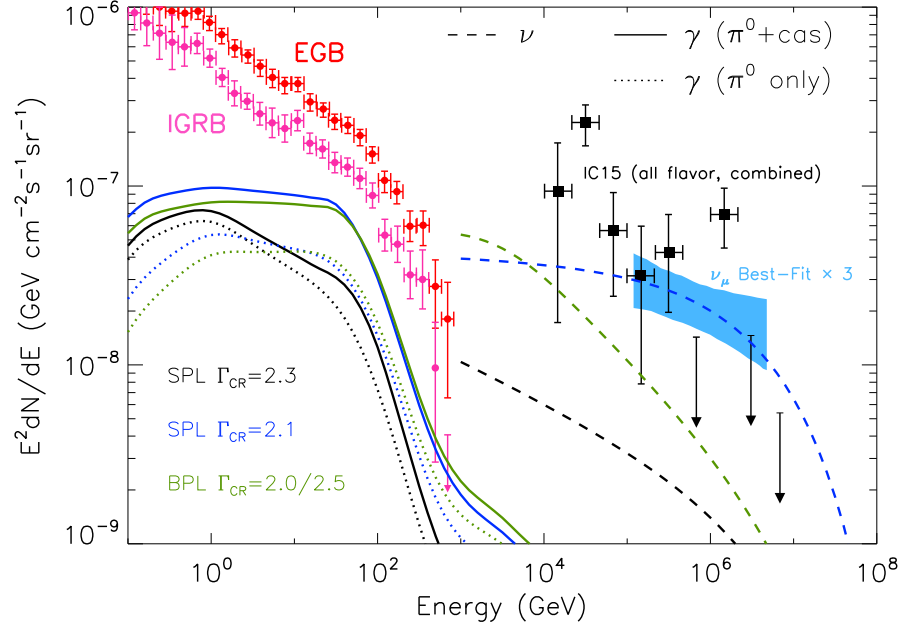 10⁻⁶
10⁻⁷
10⁻⁸
10⁻⁹
E²dN/dE (GeV cm⁻²s⁻¹sr⁻¹)
EGB
IGRB
ν
γ (π⁰+cas)
γ (π⁰ only)
IC15 (all flavor, combined)
ν_μ Best-Fit × 3
SPL Γ_CR=2.3
SPL Γ_CR=2.1
BPL Γ_CR=2.0/2.5
10⁰ 10² 10⁴ 10⁶ 10⁸
Energy (GeV)